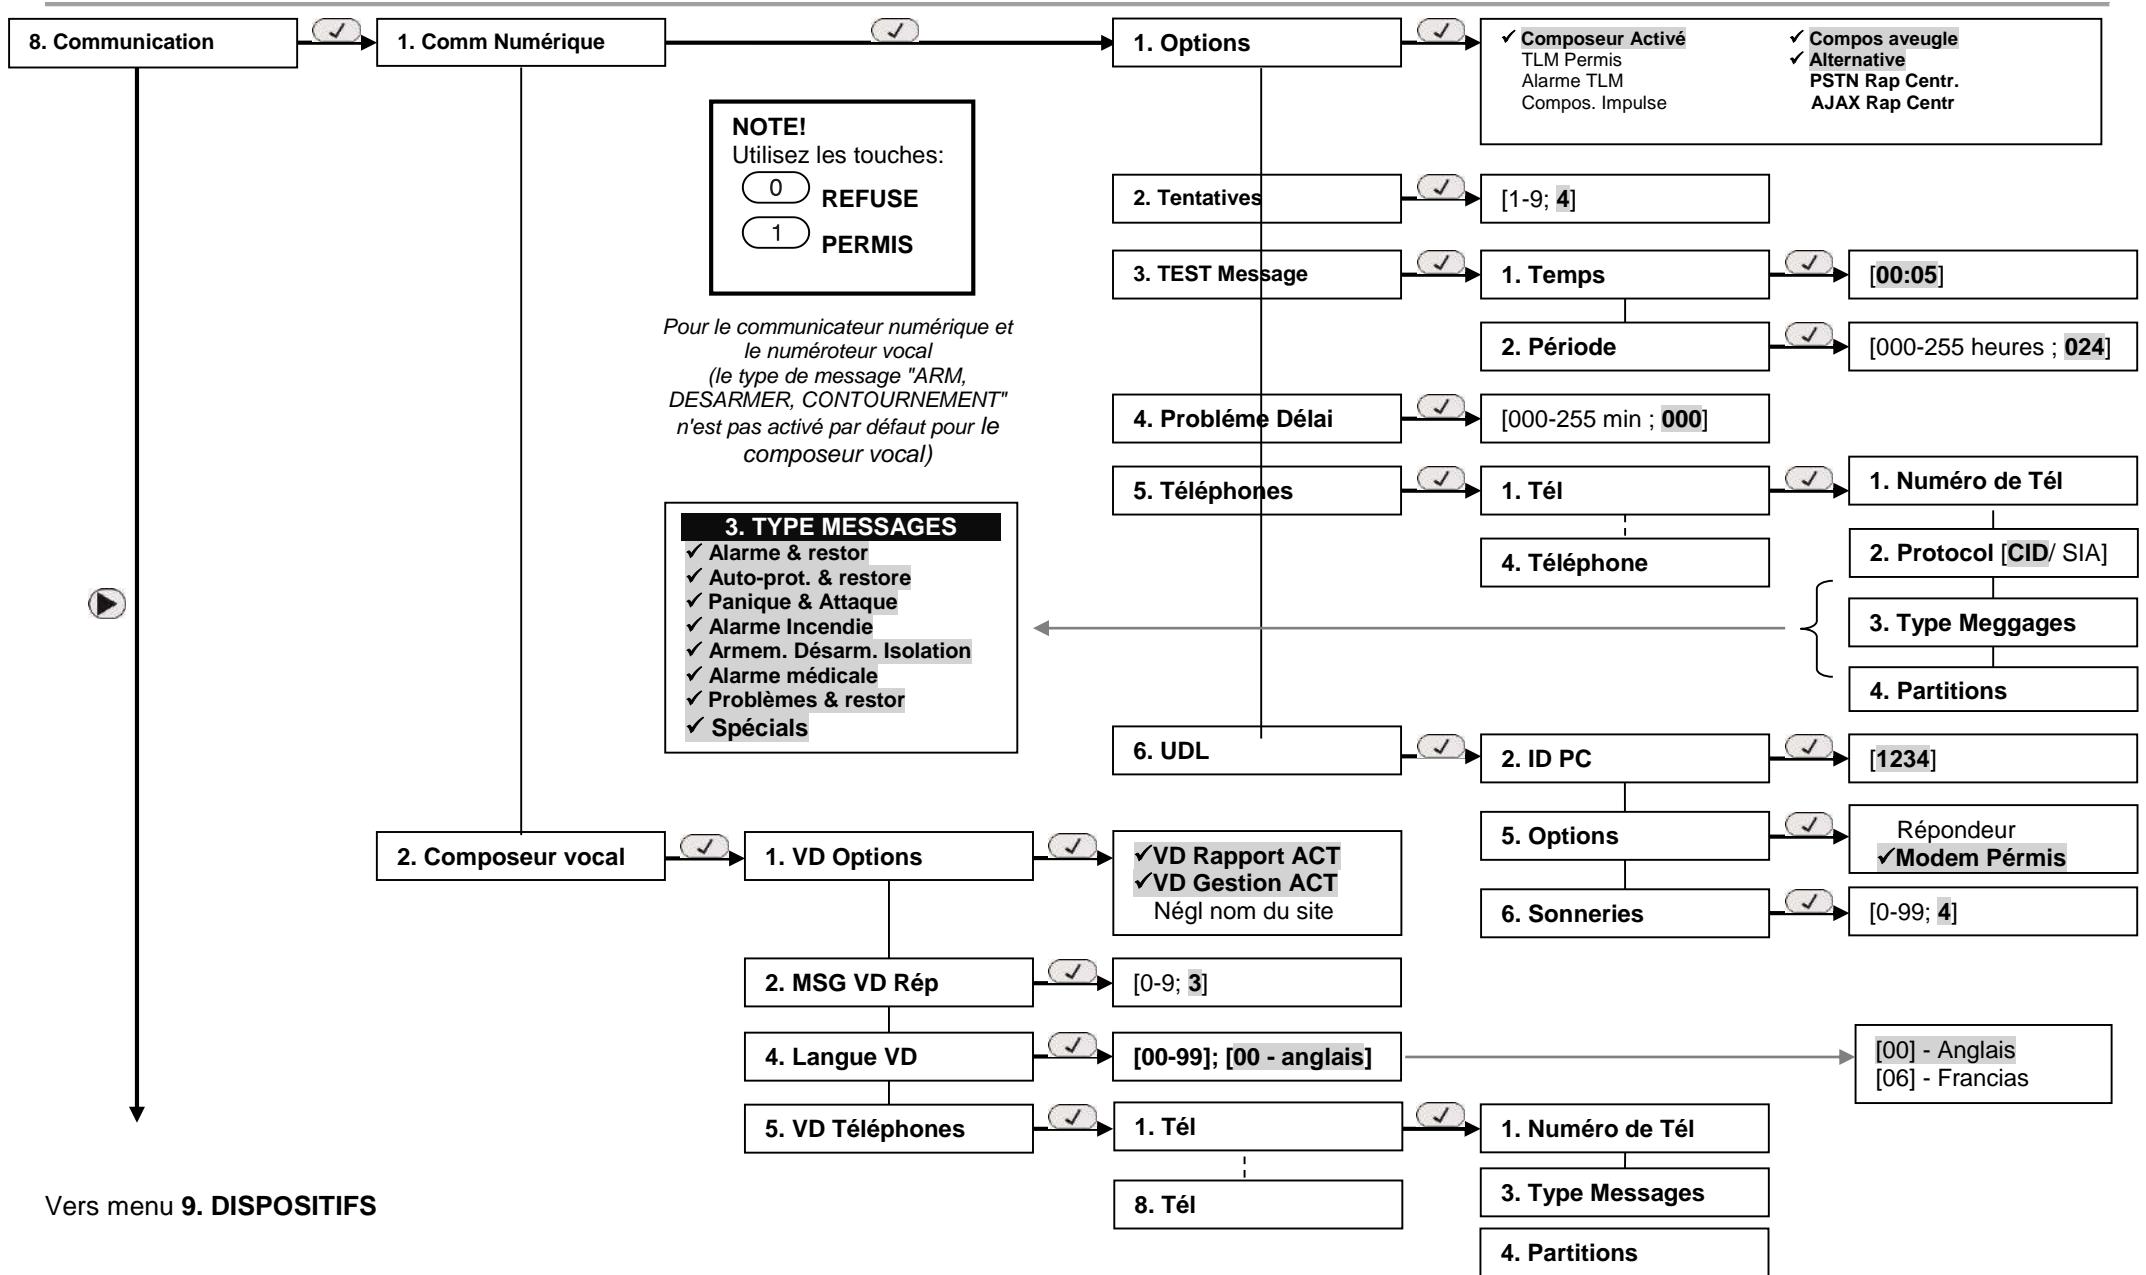 8. Communication
1. Comm Numérique
1. Options
✓ Composeur Activé
TLM Permis
Alarme TLM
Compos. Impulse
✓ Compos aveugle
✓ Alternative
PSTN Rap Centr.
AJAX Rap Centr
NOTE!
Utilisez les touches:
0 REFUSE
1 PERMIS
2. Tentatives
[1-9; 4]
3. TEST Message
1. Temps
[00:05]
2. Période
[000-255 heures ; 024]
Pour le communicateur numérique et
le numéroteur vocal
(le type de message "ARM,
DESARMER, CONTOURNEMENT"
n'est pas activé par défaut pour le
composeur vocal)
4. Probléme Délai
[000-255 min ; 000]
5. Téléphones
1. Tél
1. Numéro de Tél
4. Téléphone
2. Protocol [CID/ SIA]
3. Type Meggages
4. Partitions
3. TYPE MESSAGES
✓ Alarme & restor
✓ Auto-prot. & restore
✓ Panique & Attaque
✓ Alarme Incendie
✓ Armem. Désarm. Isolation
✓ Alarme médicale
✓ Problèmes & restor
✓ Spécials
6. UDL
2. ID PC
[1234]
5. Options
Répondeur
✓Modem Pérmis
6. Sonneries
[0-99; 4]
2. Composeur vocal
1. VD Options
✓VD Rapport ACT
✓VD Gestion ACT
Négl nom du site
2. MSG VD Rép
[0-9; 3]
4. Langue VD
[00-99]; [00 - anglais]
[00] - Anglais
[06] - Francias
5. VD Téléphones
1. Tél
1. Numéro de Tél
8. Tél
3. Type Messages
4. Partitions
Vers menu 9. DISPOSITIFS